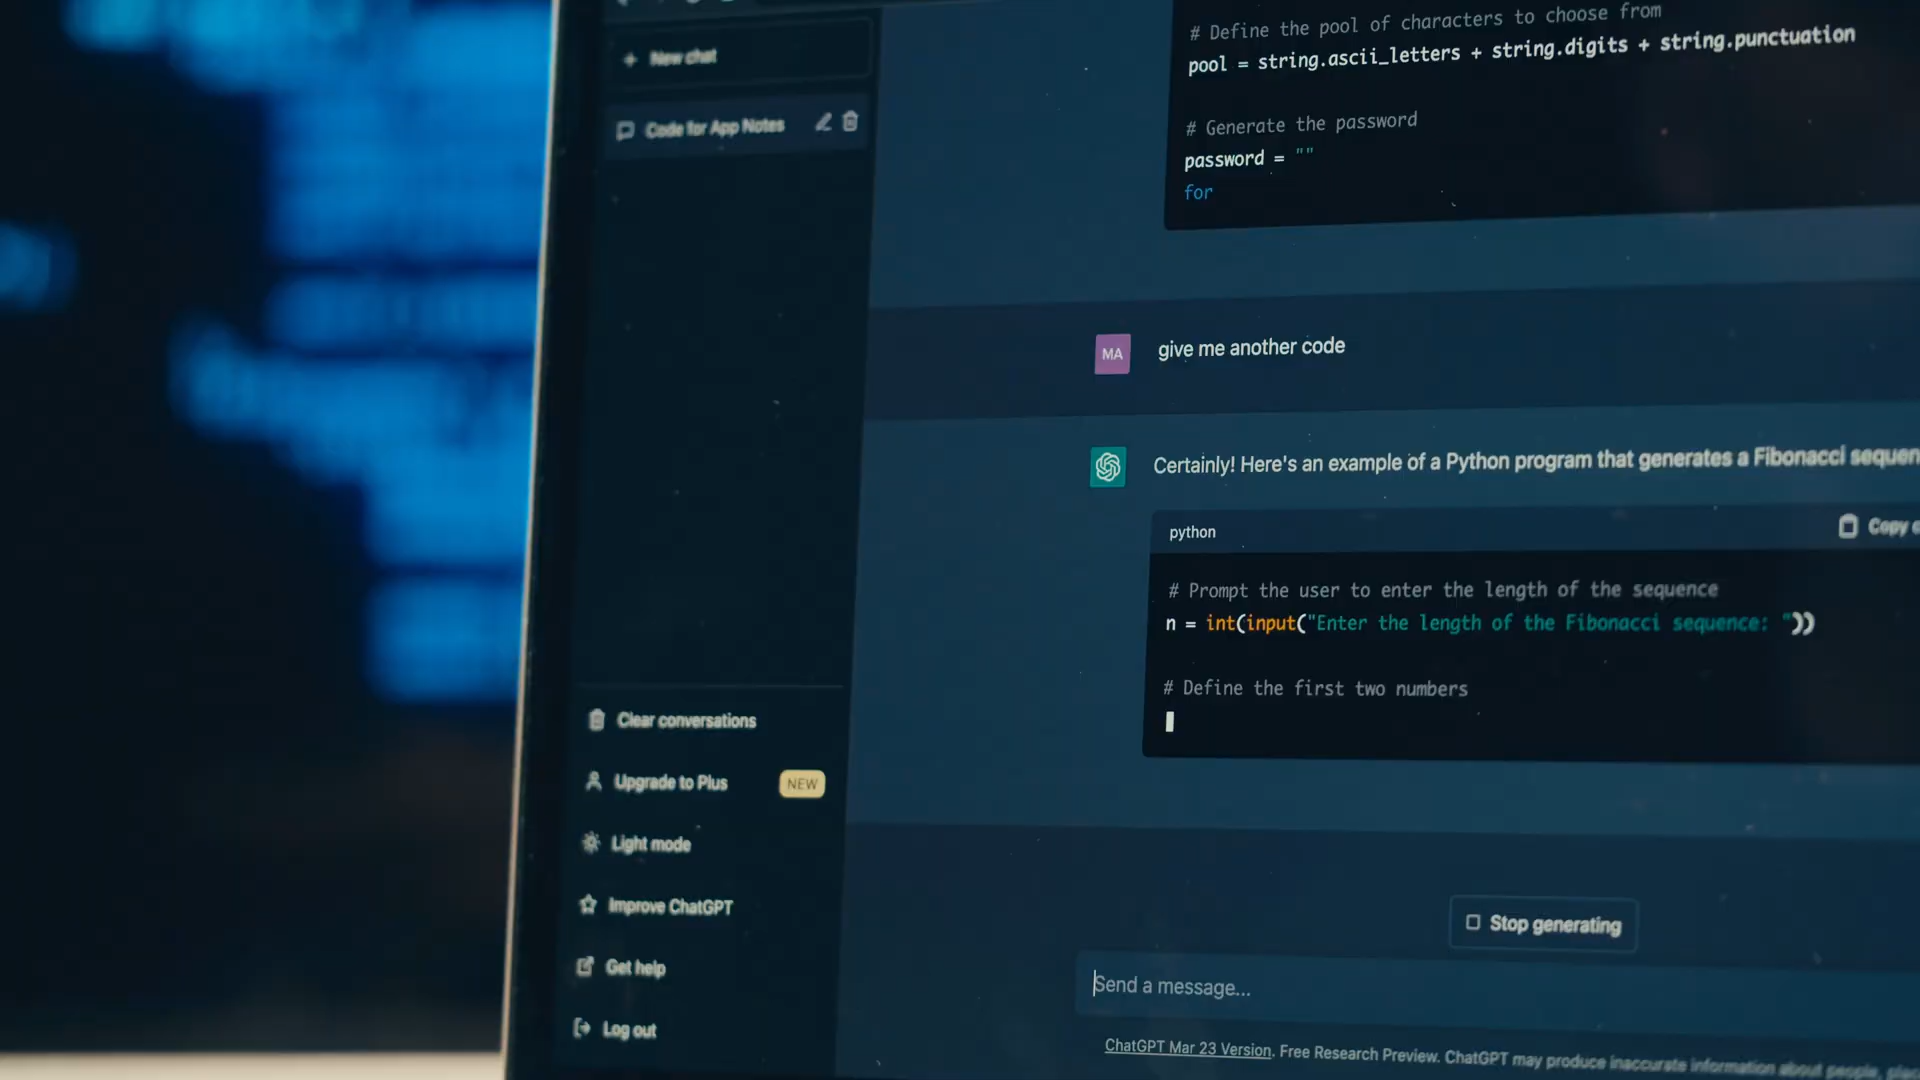 + New chat
Code for App Notes
# Define the pool of characters to choose from
pool = string.ascii_letters + string.digits + string.punctuation
# Generate the password
password = ""
for
MA
give me another code
Certainly! Here's an example of a Python program that generates a Fibonacci sequen
python
Copy
# Prompt the user to enter the length of the sequence
n = int(input("Enter the length of the Fibonacci sequence: "))
# Define the first two numbers
Clear conversations
Upgrade to Plus NEW
Light mode
Improve ChatGPT
Get help
Log out
Stop generating
Send a message...
ChatGPT Mar 23 Version. Free Research Preview. ChatGPT may produce inaccurate information about people,